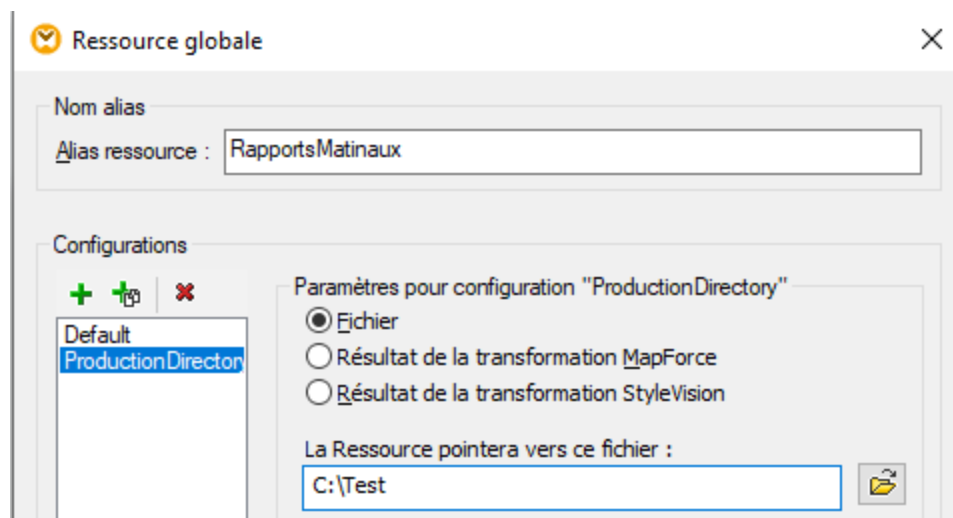 Ressource globale
Nom alias
Alias ressource : RapportsMatinaux
Configurations
Paramètres pour configuration "ProductionDirectory"
Default
ProductionDirectory
Fichier
Résultat de la transformation MapForce
Résultat de la transformation StyleVision
La Ressource pointera vers ce fichier :
C:\Test